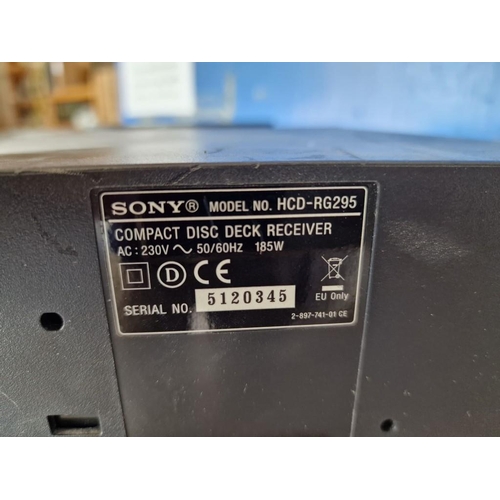 SONY® MODEL NO. HCD-RG295
COMPACT DISC DECK RECEIVER
AC: 230V ~ 50/60HZ 185W
D CE
SERIAL NO. 5120345 EU Only
2-897-741-01 CE